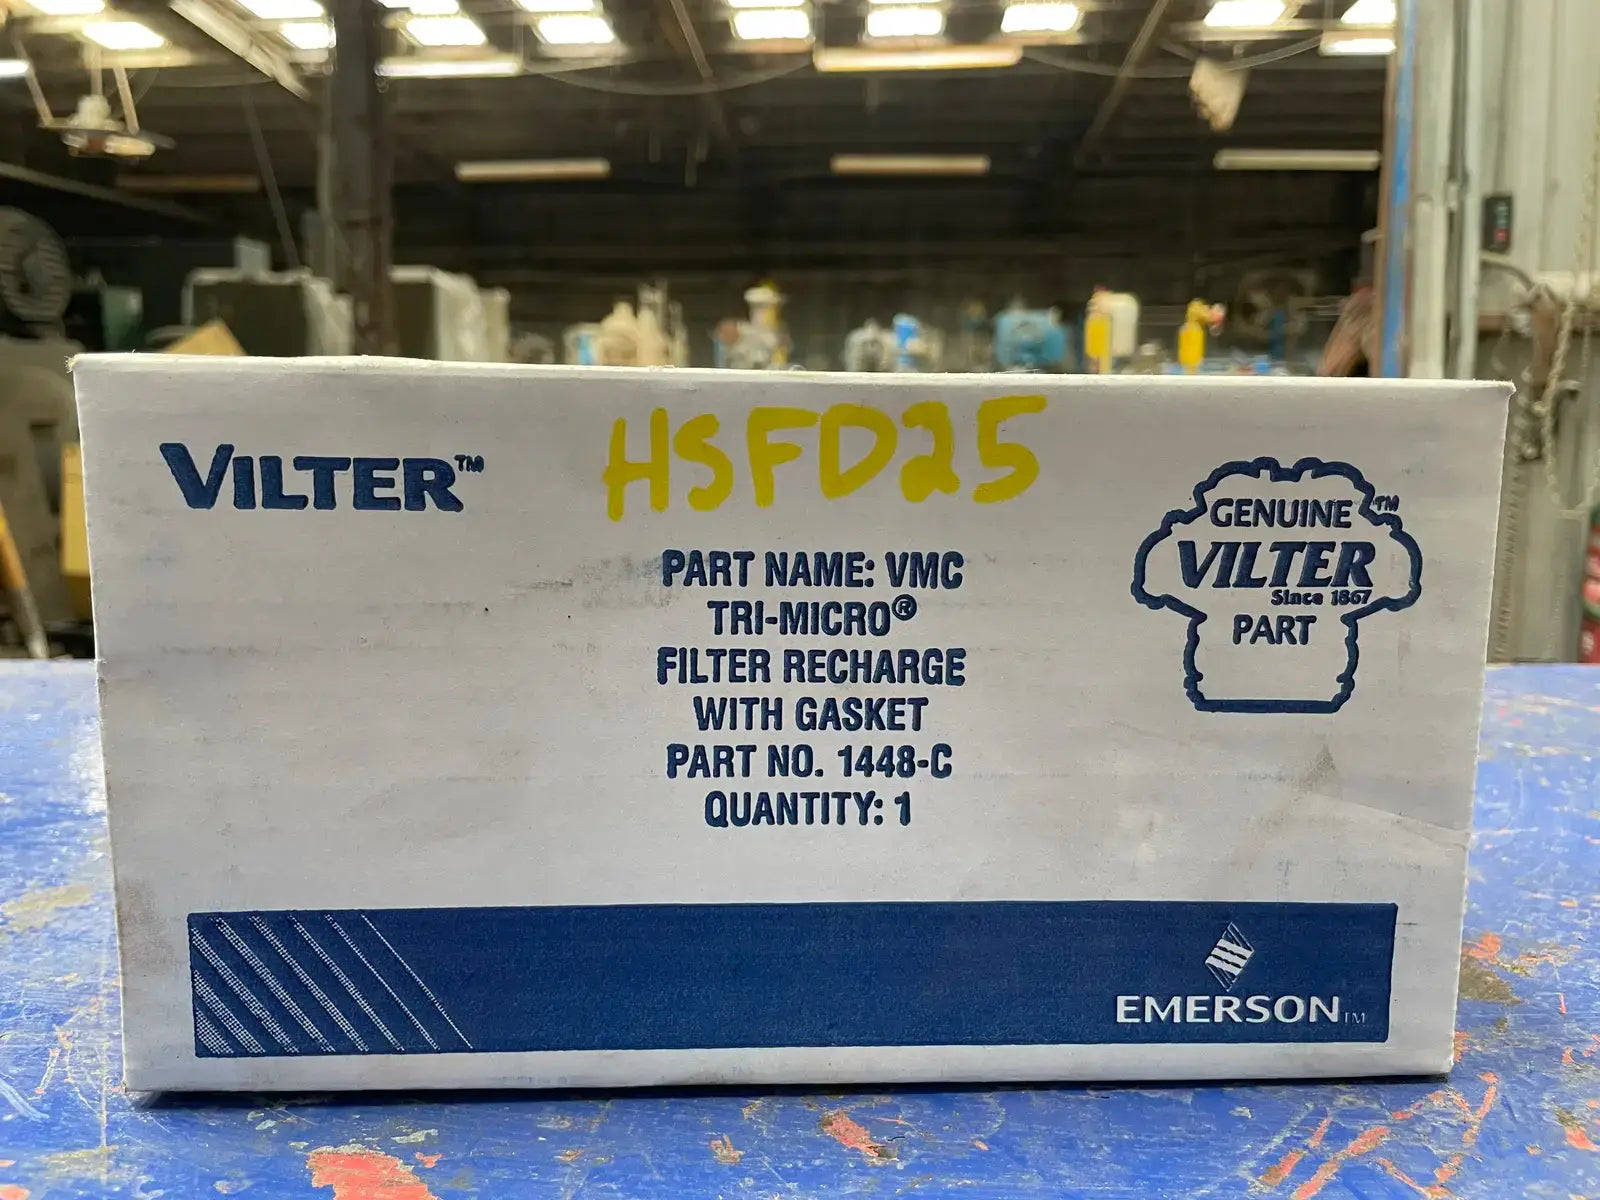 HSFD25
VILTER™
PART NAME: VMC
TRI-MICRO®
FILTER RECHARGE
WITH GASKET
PART NO. 1448-C
QUANTITY: 1
GENUINE™
VILTER
Since 1867
PART
EMERSON™